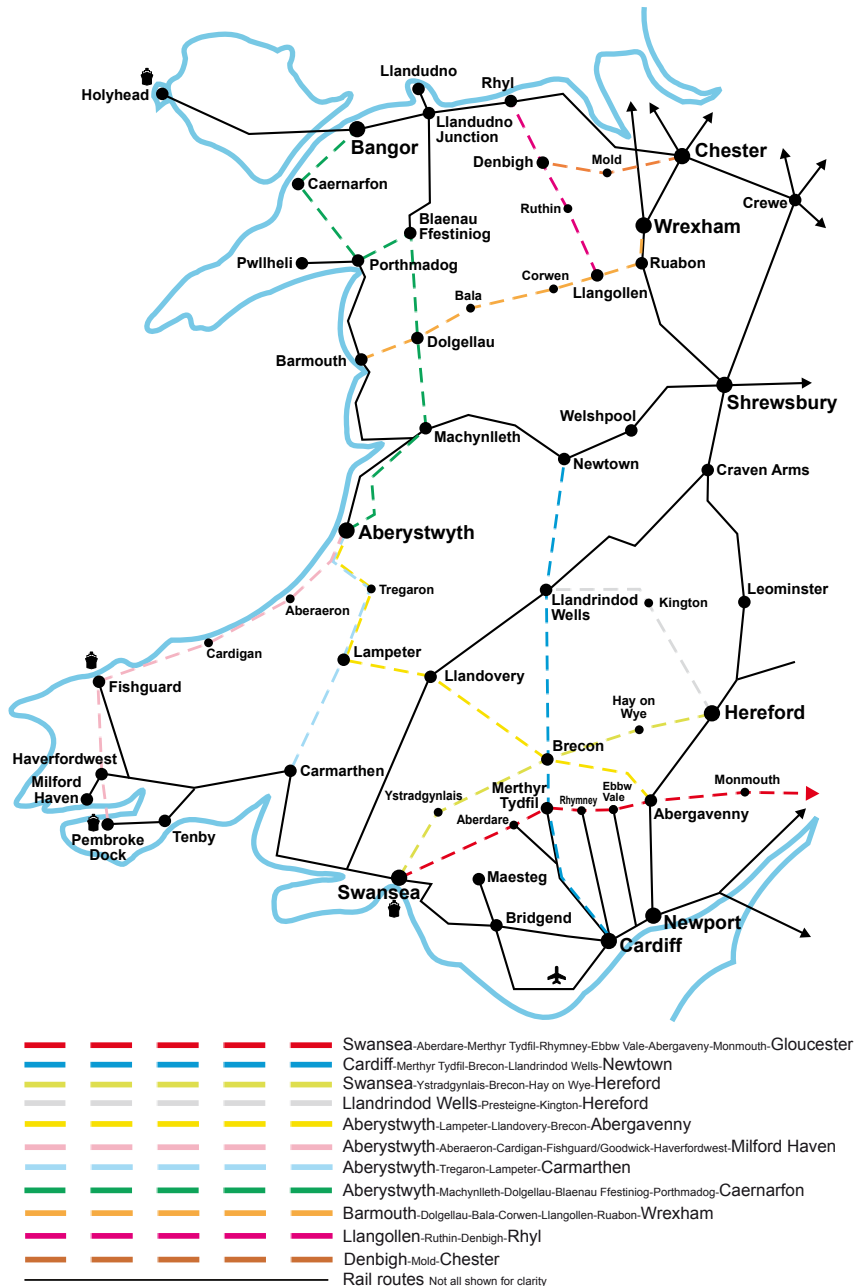 Llandudno
Rhyl
Holyhead
Llandudno
Junction
Bangor
Chester
Denbigh
Mold
Caernarfon
Crewe
Ruthin
Blaenau
Ffestiniog
Wrexham
Pwllheli
Porthmadog
Ruabon
Corwen
Llangollen
Bala
Dolgellau
Barmouth
Shrewsbury
Welshpool
Machynlleth
Newtown
Craven Arms
Aberystwyth
Tregaron
Llandrindod
Wells
Kington
Leominster
Aberaeron
Cardigan
Lampeter
Llandovery
Fishguard
Hay on
Wye
Hereford
Brecon
Haverfordwest
Milford
Haven
Carmarthen
Merthyr
Tydfil
Ebbw
Vale
Monmouth
Ystradgynlais
Rhymney
Abergavenny
Aberdare
Pembroke
Dock
Tenby
Swansea
Maesteg
Bridgend
Newport
Cardiff
Swansea-Aberdare-Merthyr Tydfil-Rhymney-Ebbw Vale-Abergaveny-Monmouth-Gloucester
Cardiff-Merthyr Tydfil-Brecon-Llandrindod Wells-Newtown
Swansea-Ystradgynlais-Brecon-Hay on Wye-Hereford
Llandrindod Wells-Presteigne-Kington-Hereford
Aberystwyth-Lampeter-Llandovery-Brecon-Abergavenny
Aberystwyth-Aberaeron-Cardigan-Fishguard/Goodwick-Haverfordwest-Milford Haven
Aberystwyth-Tregaron-Lampeter-Carmarthen
Aberystwyth-Machynlleth-Dolgellau-Blaenau Ffestiniog-Porthmadog-Caernarfon
Barmouth-Dolgellau-Bala-Corwen-Llangollen-Ruabon-Wrexham
Llangollen-Ruthin-Denbigh-Rhyl
Denbigh-Mold-Chester
Rail routes Not all shown for clarity